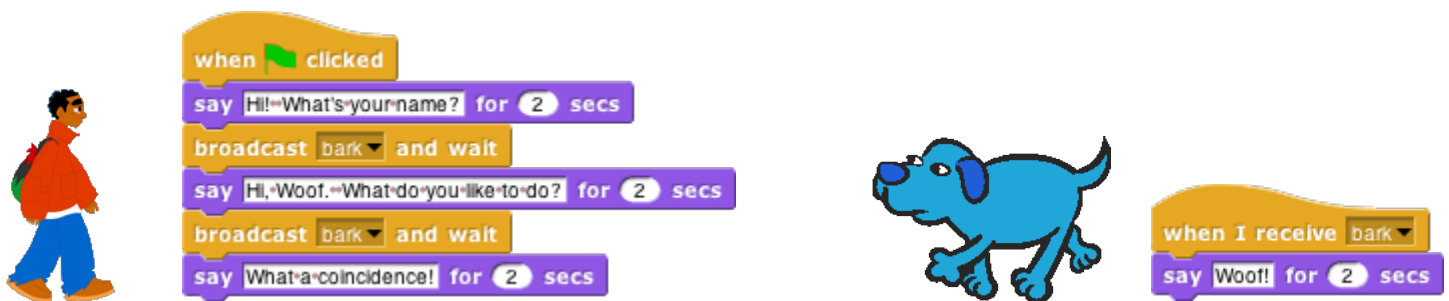 when clicked
say Hi! What's your name? for 2 secs
broadcast bark and wait
say Hi, Woof. What do you like to do? for 2 secs
broadcast bark and wait
say What a coincidence! for 2 secs
when I receive bark
say Woof! for 2 secs